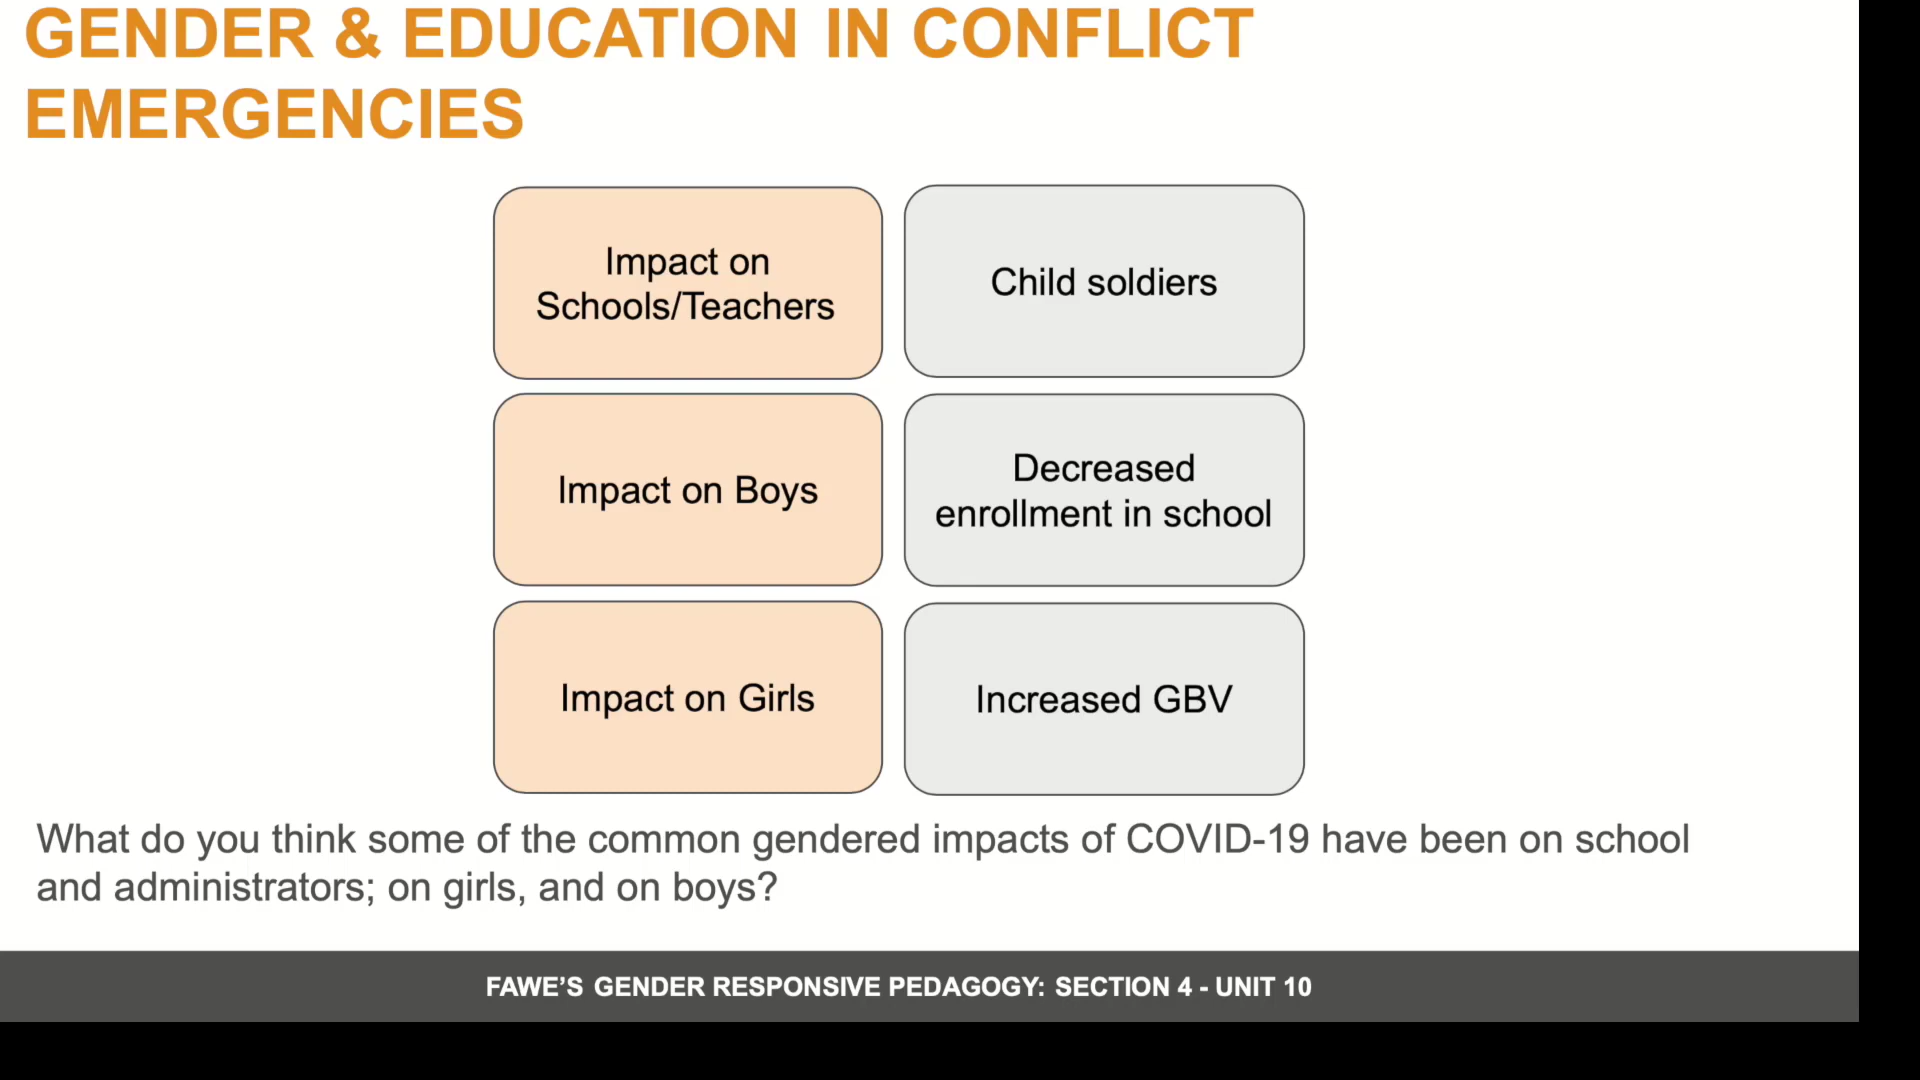 GENDER & EDUCATION IN CONFLICT
EMERGENCIES
Impact on
Schools/Teachers
Child soldiers
Impact on Boys
Decreased
enrollment in school
Impact on Girls
Increased GBV
What do you think some of the common gendered impacts of COVID-19 have been on school
and administrators; on girls, and on boys?
FAWE’S GENDER RESPONSIVE PEDAGOGY: SECTION 4 - UNIT 10